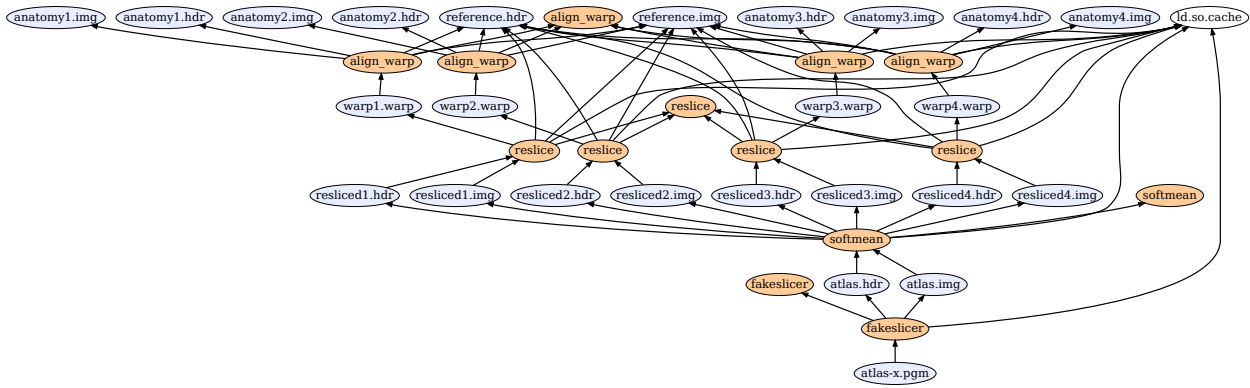 anatomy1.img
anatomy1.hdr
anatomy2.img
anatomy2.hdr
reference.hdr
align_warp
reference.img
anatomy3.hdr
anatomy3.img
anatomy4.hdr
anatomy4.img
ld.so.cache
align_warp
align_warp
align_warp
align_warp
warp1.warp
warp2.warp
reslice
warp3.warp
warp4.warp
reslice
reslice
reslice
reslice
resliced1.hdr
resliced1.img
resliced2.hdr
resliced2.img
resliced3.hdr
resliced3.img
resliced4.hdr
resliced4.img
softmean
softmean
fakeslicer
atlas.hdr
atlas.img
fakeslicer
atlas-x.pgm